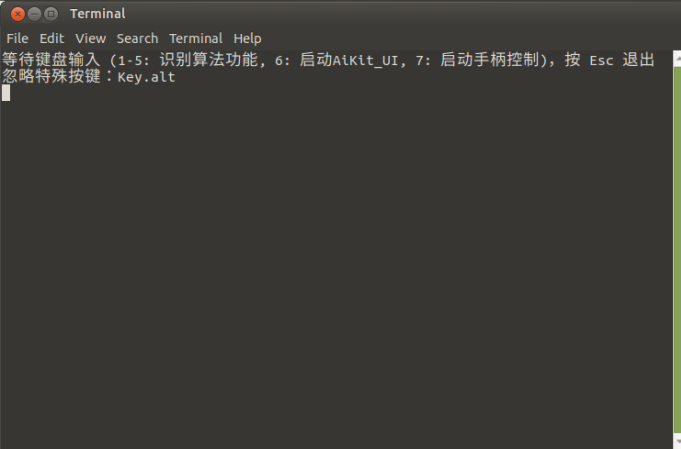 Terminal
File Edit View Search Terminal Help
等待键盘输入 (1-5: 识别算法功能, 6: 启动AiKit_UI, 7: 启动手柄控制)，按 Esc 退出
忽略特殊按键：Key.alt